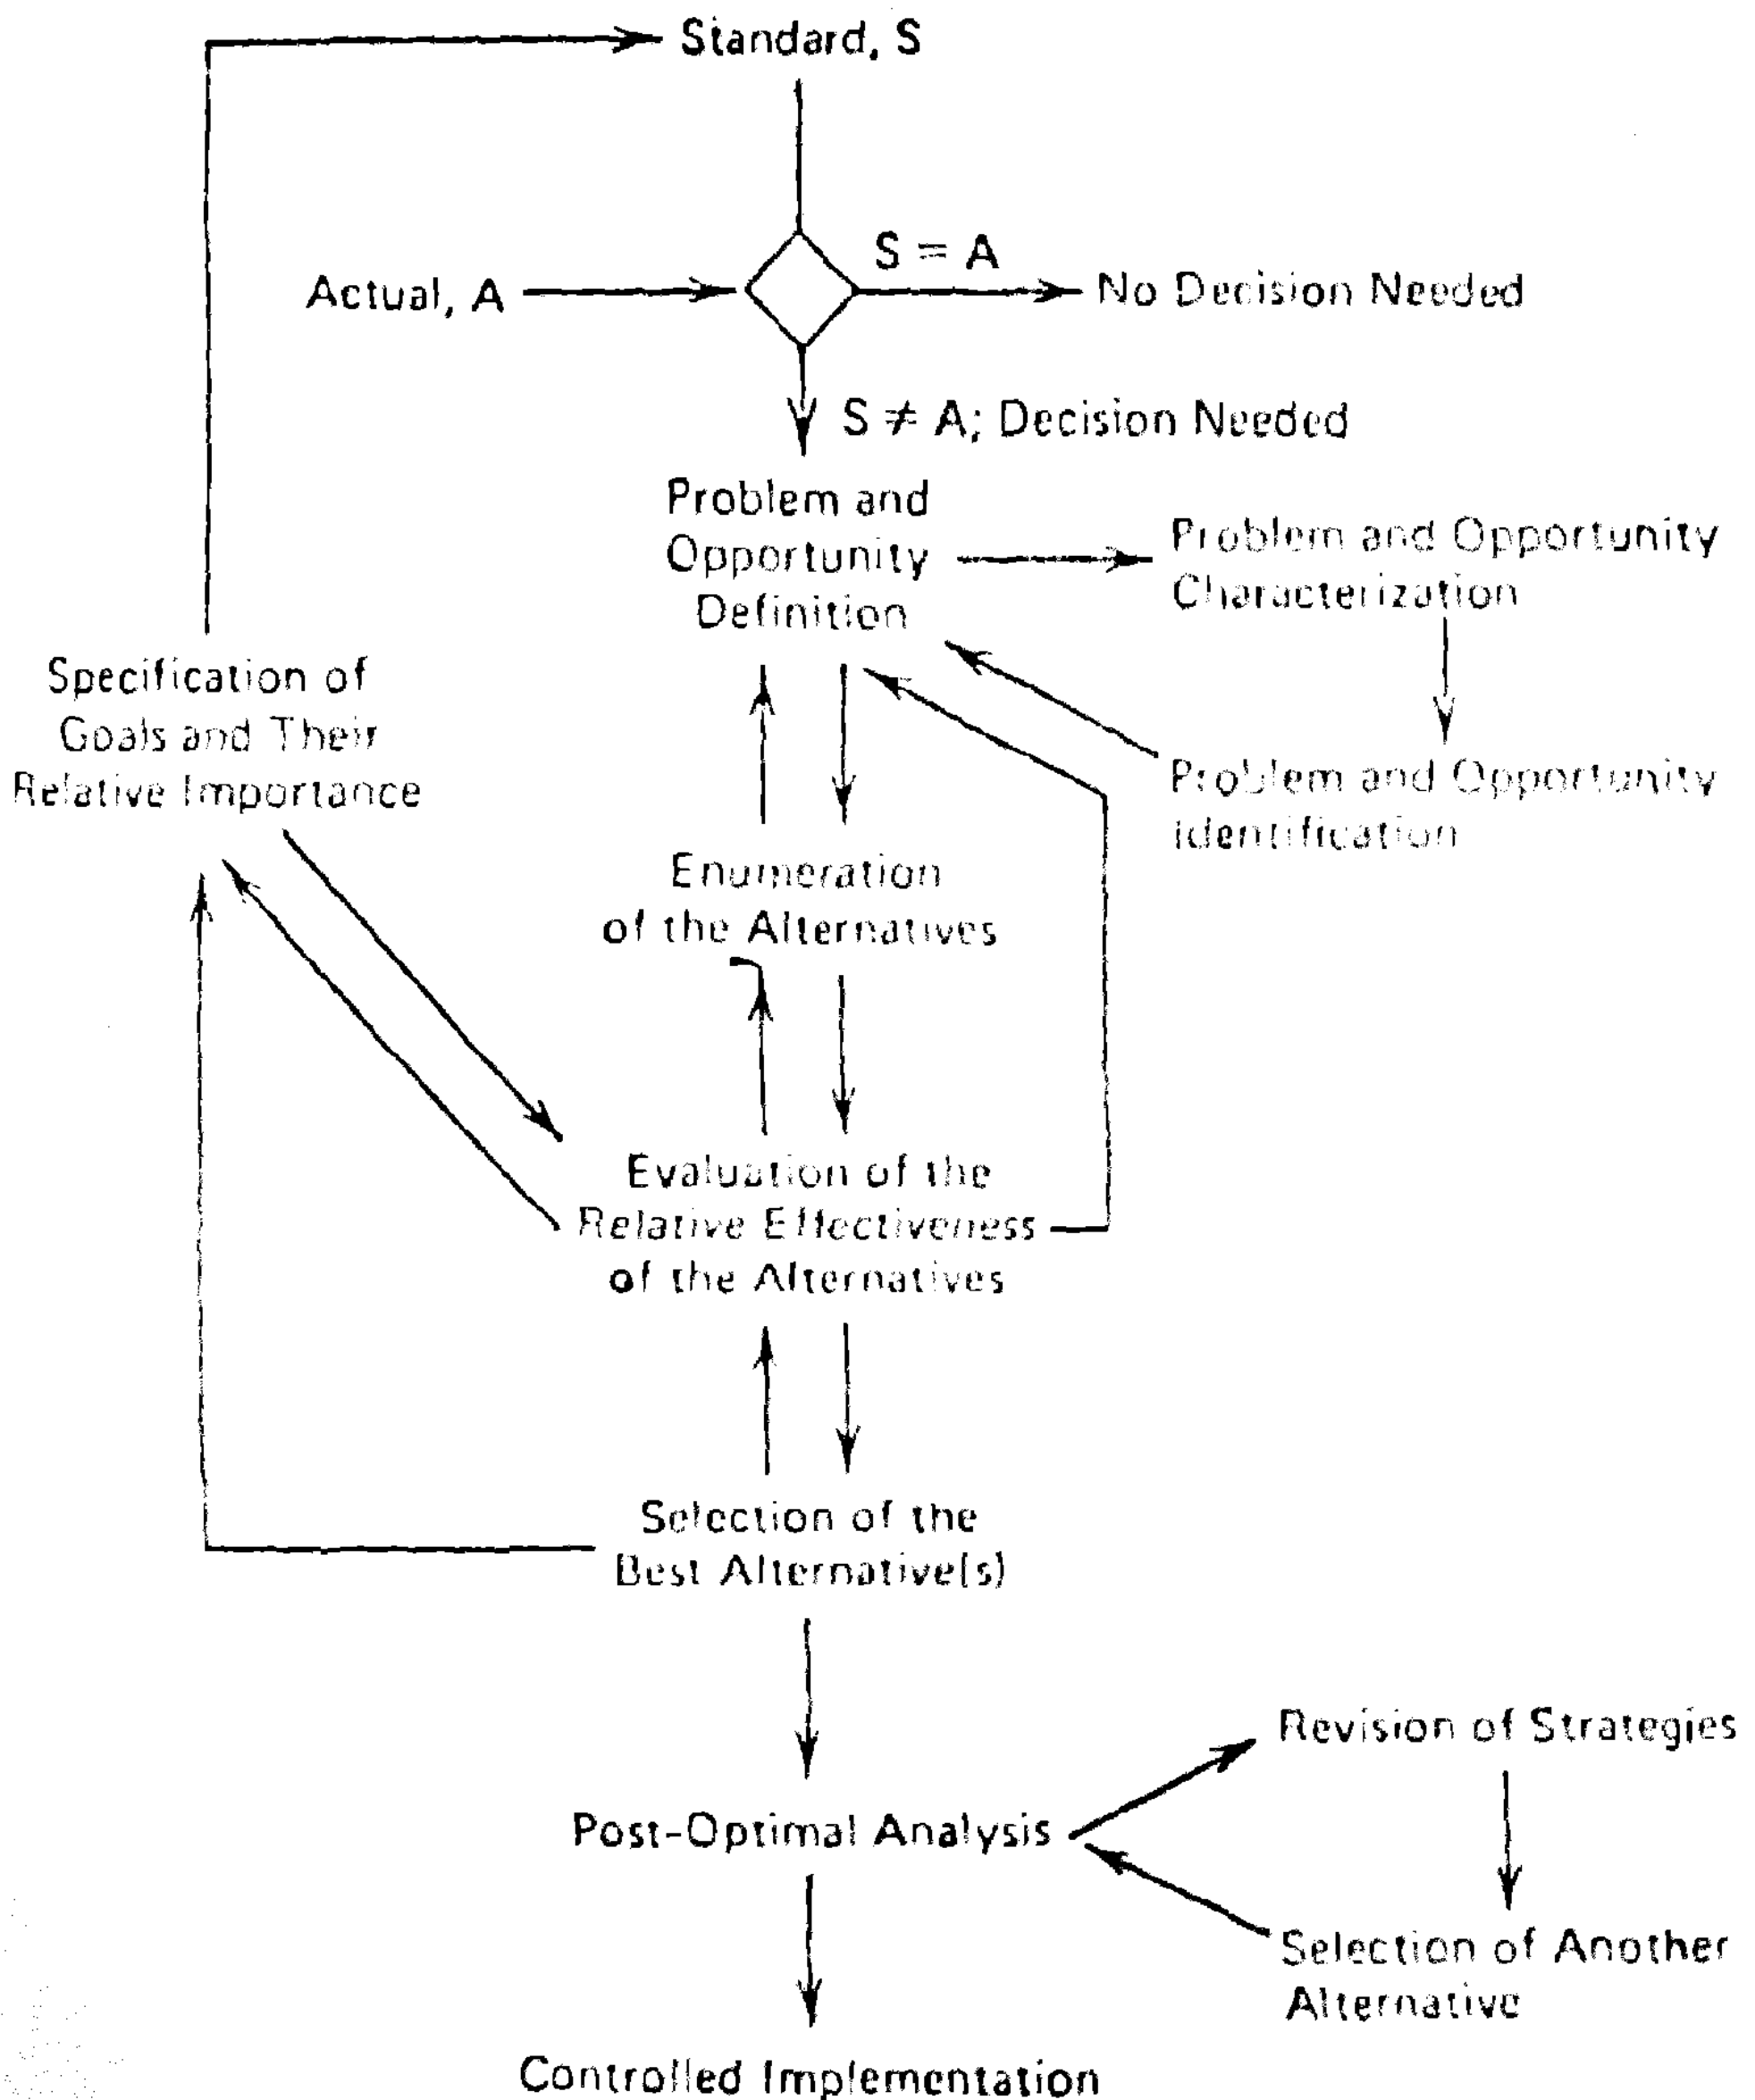 Standard, S
S = A
Actual, A
No Decision Needed
S ≠ A; Decision Needed
Problem and
Opportunity
Definition
Problem and Opportunity
Characterization
Specification of
Goals and Their
Relative Importance
Problem and Opportunity
Identification
Enumeration
of the Alternatives
Evaluation of the
Relative Effectiveness
of the Alternatives
Selection of the
Best Alternative(s)
Revision of Strategies
Post-Optimal Analysis
Selection of Another
Alternative
Controlled Implementation